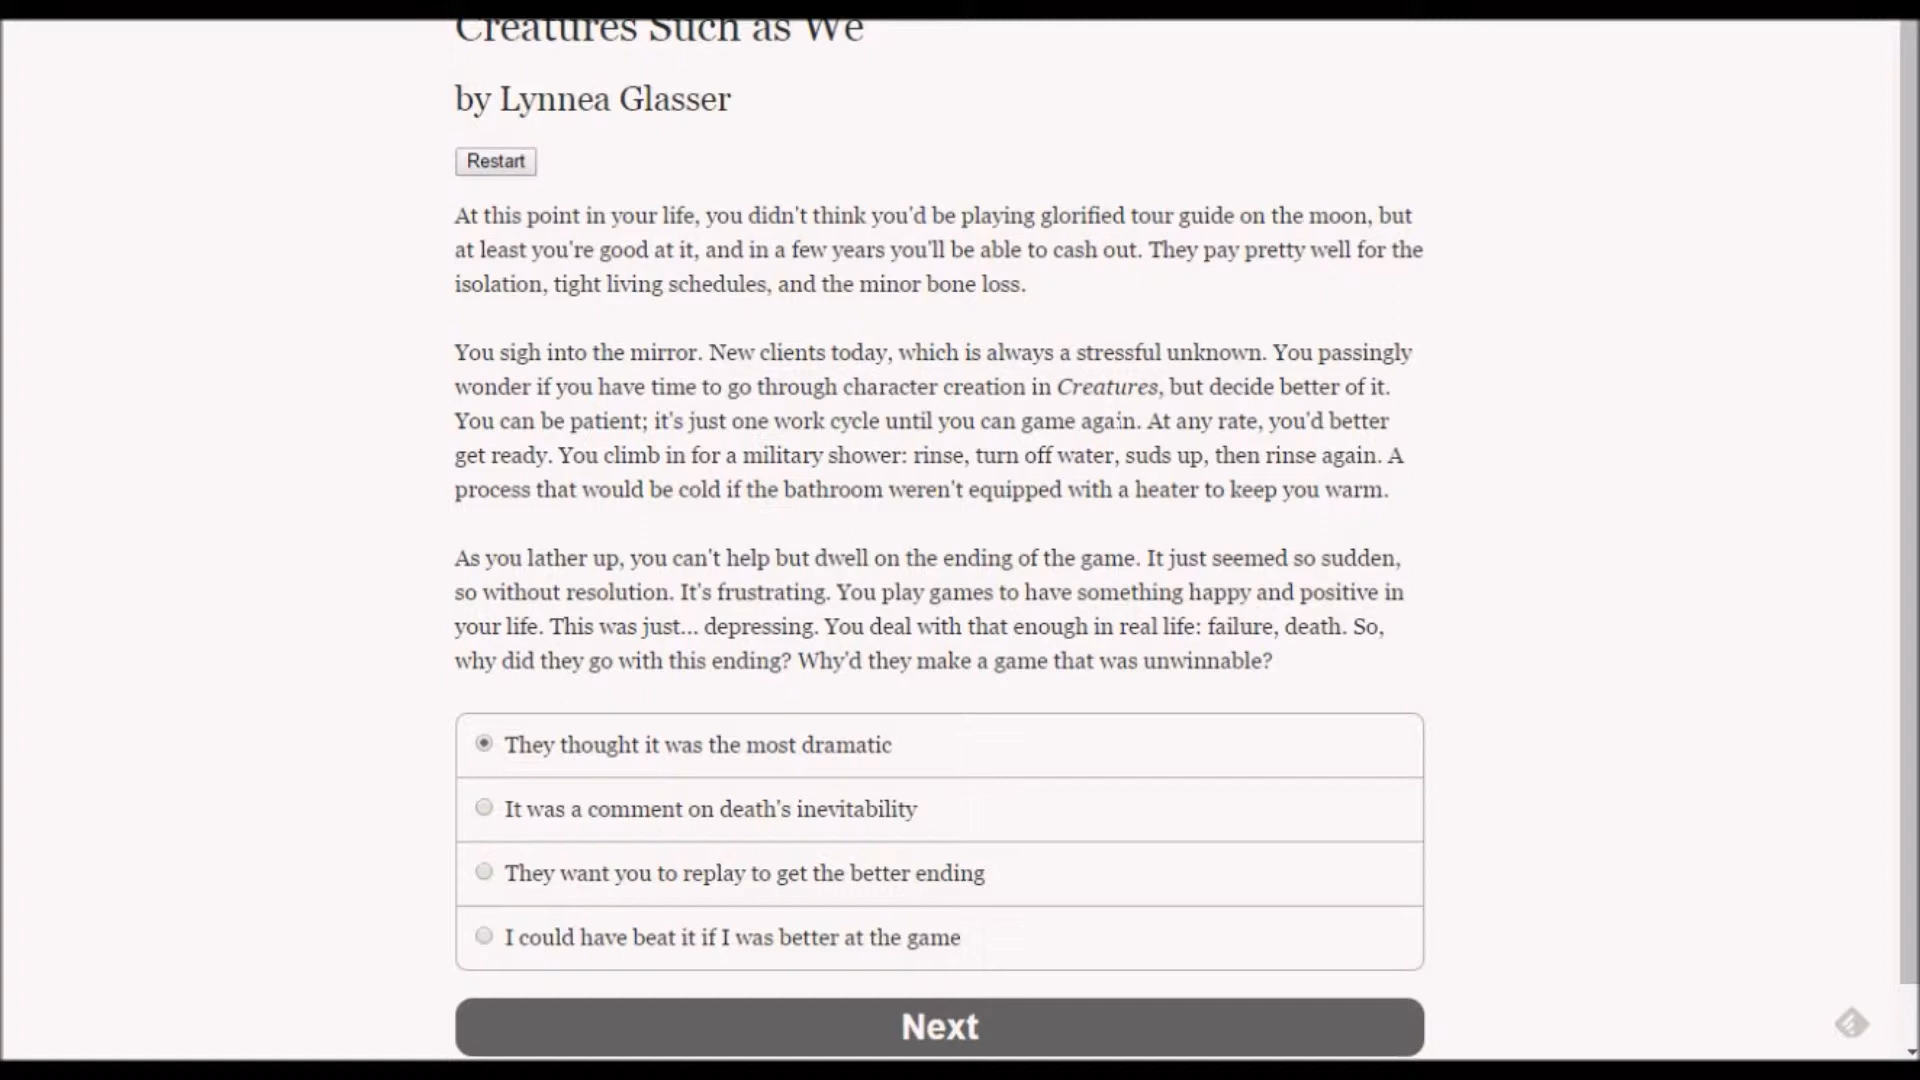 Creatures Such as We
by Lynnea Glasser
Restart
At this point in your life, you didn't think you'd be playing glorified tour guide on the moon, but
at least you're good at it, and in a few years you'll be able to cash out. They pay pretty well for the
isolation, tight living schedules, and the minor bone loss.
You sigh into the mirror. New clients today, which is always a stressful unknown. You passingly
wonder if you have time to go through character creation in Creatures, but decide better of it.
You can be patient; it's just one work cycle until you can game again. At any rate, you'd better
get ready. You climb in for a military shower: rinse, turn off water, suds up, then rinse again. A
process that would be cold if the bathroom weren't equipped with a heater to keep you warm.
As you lather up, you can't help but dwell on the ending of the game. It just seemed so sudden,
so without resolution. It's frustrating. You play games to have something happy and positive in
your life. This was just... depressing. You deal with that enough in real life: failure, death. So,
why did they go with this ending? Why'd they make a game that was unwinnable?
They thought it was the most dramatic
It was a comment on death's inevitability
They want you to replay to get the better ending
I could have beat it if I was better at the game
Next